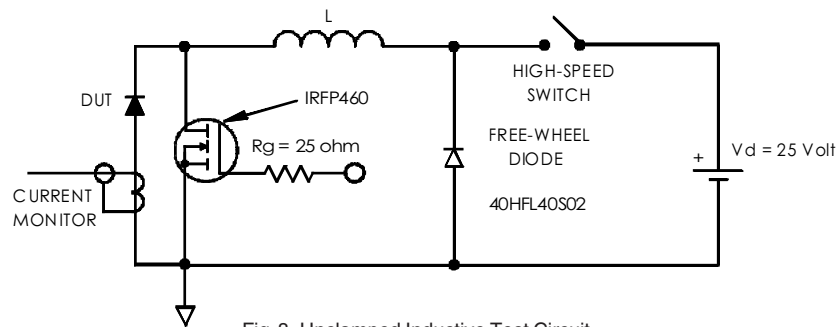 L
HIGH-SPEED
SWITCH
DUT
IRFP460
Rg = 25 ohm
FREE-WHEEL
DIODE
40HFL40S02
+
Vd = 25 Volt
CURRENT
MONITOR
Fig. 8- Unclamped Inductive Test Circuit